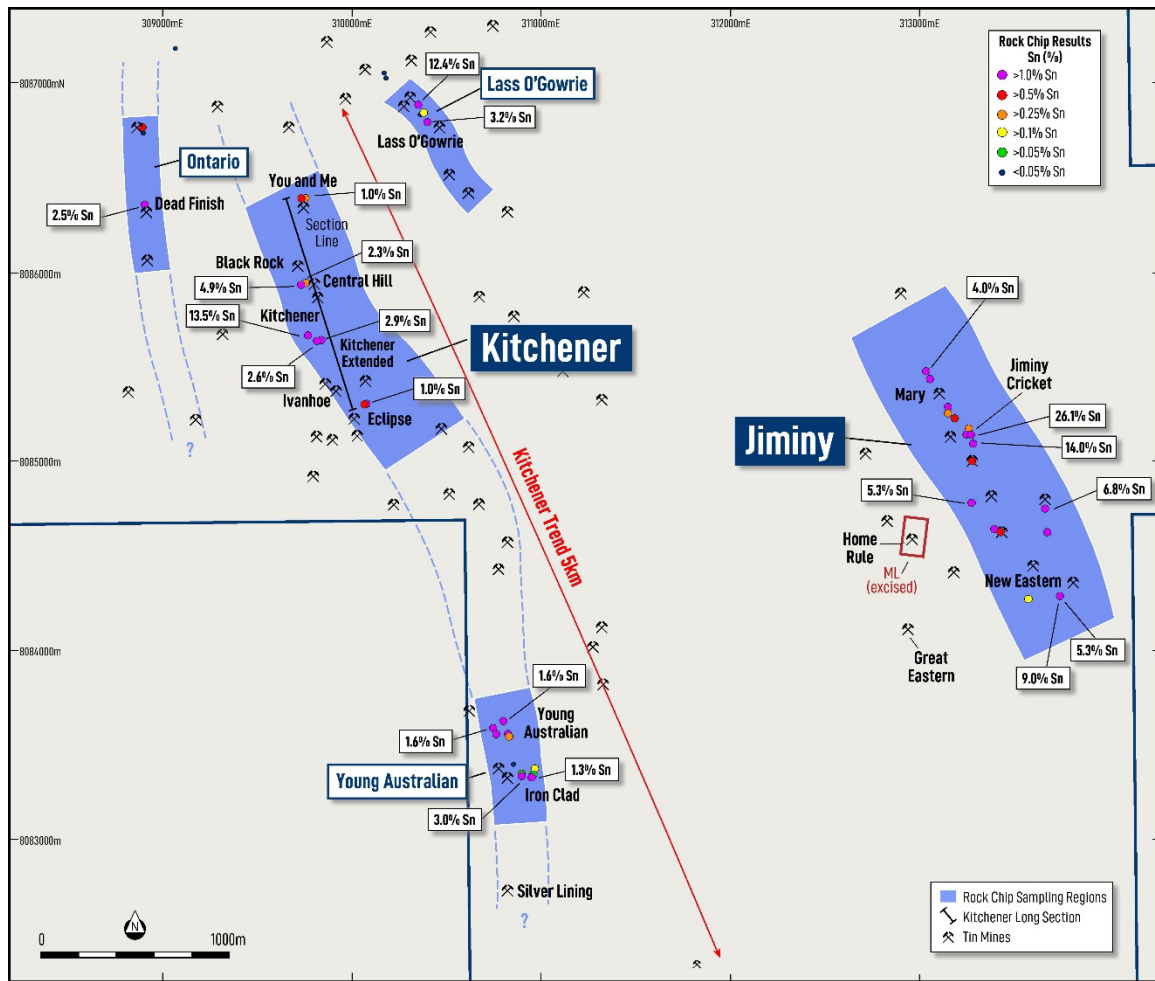 309000mE
310000mE
311000mE
312000mE
313000mE
8087000mN
8086000m
8085000m
8084000m
8083000m
Rock Chip Results
Sn (%)
>1.0% Sn
>0.5% Sn
>0.25% Sn
>0.1% Sn
>0.05% Sn
<0.05% Sn
12.4% Sn
Lass O'Gowrie
3.2% Sn
Lass O'Gowrie
Ontario
Dead Finish
2.5% Sn
You and Me
1.0% Sn
Section
Line
2.3% Sn
Black Rock
Central Hill
4.9% Sn
Kitchener
13.5% Sn
2.9% Sn
Kitchener
Extended
2.6% Sn
Kitchener
Ivanhoe
1.0% Sn
Eclipse
?
Kitchener Trend 5km
4.0% Sn
Mary
Jiminy
Cricket
26.1% Sn
14.0% Sn
Jiminy
5.3% Sn
6.8% Sn
Home
Rule
ML
(excised)
New Eastern
Great
Eastern
5.3% Sn
9.0% Sn
1.6% Sn
Young
Australian
1.6% Sn
Young Australian
1.3% Sn
Iron Clad
3.0% Sn
Silver Lining
?
N
0
1000m
Rock Chip Sampling Regions
Kitchener Long Section
Tin Mines